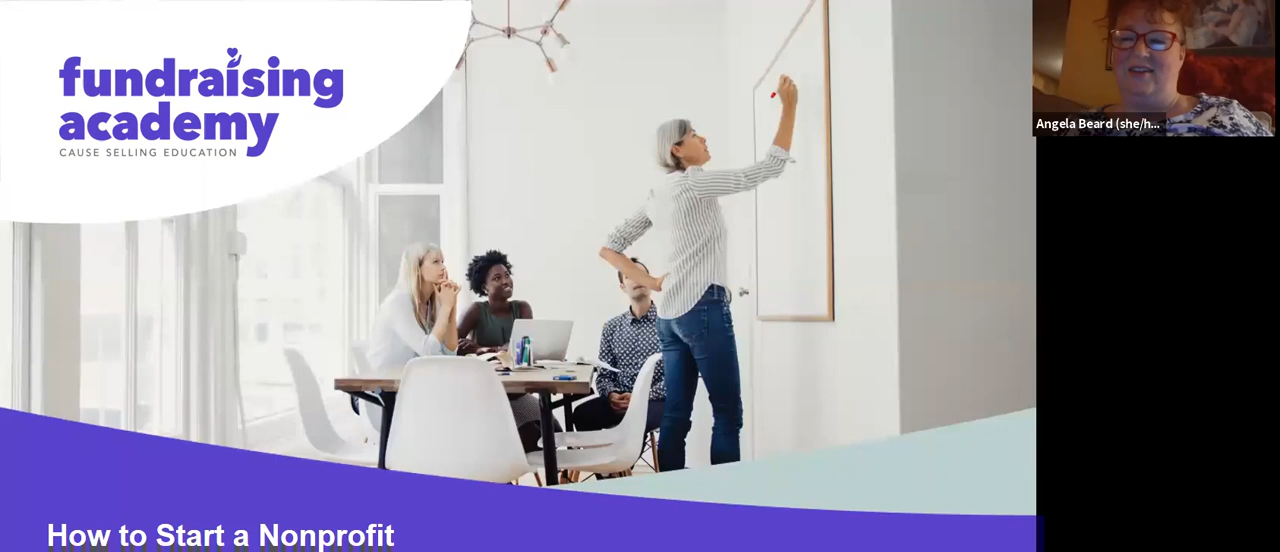 fundraising
academy
CAUSE SELLING EDUCATION
Angela Beard (she/h...
How to Start a Nonprofit